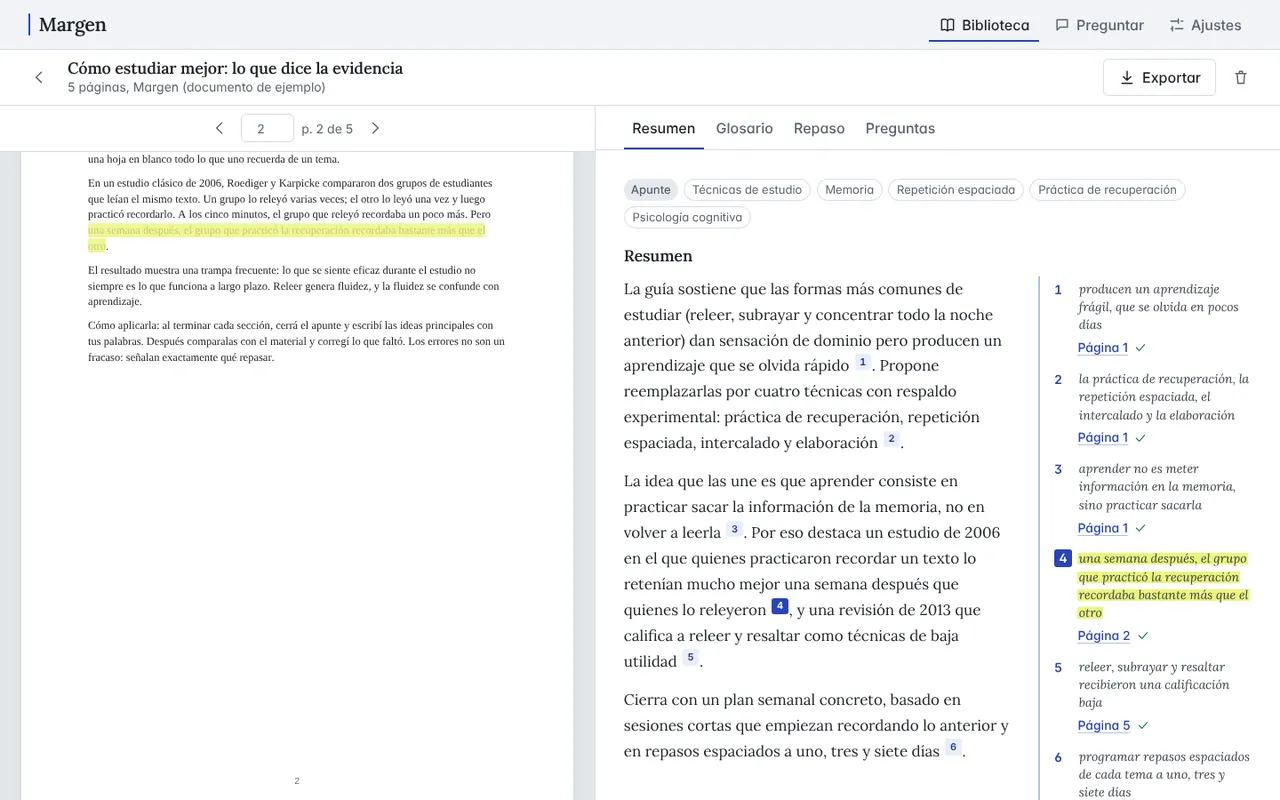 Margen
Biblioteca
Preguntar
Ajustes
Cómo estudiar mejor: lo que dice la evidencia
5 páginas, Margen (documento de ejemplo)
Exportar
2
p. 2 de 5
una hoja en blanco todo lo que uno recuerda de un tema.
En un estudio clásico de 2006, Roediger y Karpicke compararon dos grupos de estudiantes
que leían el mismo texto. Un grupo lo releyó varias veces; el otro lo leyó una vez y luego
practicó recordarlo. A los cinco minutos, el grupo que releyó recordaba un poco más. Pero
una semana después, el grupo que practicó la recuperación recordaba bastante más que el
otro.
El resultado muestra una trampa frecuente: lo que se siente eficaz durante el estudio no
siempre es lo que funciona a largo plazo. Releer genera fluidez, y la fluidez se confunde con
aprendizaje.
Cómo aplicarla: al terminar cada sección, cerrá el apunte y escribí las ideas principales con
tus palabras. Después comparalas con el material y corregí lo que faltó. Los errores no son un
fracaso: señalan exactamente qué repasar.
2
Resumen
Glosario
Repaso
Preguntas
Apunte
Técnicas de estudio
Memoria
Repetición espaciada
Práctica de recuperación
Psicología cognitiva
Resumen
La guía sostiene que las formas más comunes de
estudiar (releer, subrayar y concentrar todo la noche
anterior) dan sensación de dominio pero producen un
aprendizaje que se olvida rápido 1. Propone
reemplazarlas por cuatro técnicas con respaldo
experimental: práctica de recuperación, repetición
espaciada, intercalado y elaboración 2.
La idea que las une es que aprender consiste en
practicar sacar la información de la memoria, no en
volver a leerla 3. Por eso destaca un estudio de 2006
en el que quienes practicaron recordar un texto lo
retenían mucho mejor una semana después que
quienes lo releyeron 4, y una revisión de 2013 que
califica a releer y resaltar como técnicas de baja
utilidad 5.
Cierra con un plan semanal concreto, basado en
sesiones cortas que empiezan recordando lo anterior y
en repasos espaciados a uno, tres y siete días 6.
1 producen un aprendizaje
frágil, que se olvida en pocos
días
Página 1
2 la práctica de recuperación, la
repetición espaciada, el
intercalado y la elaboración
Página 1
3 aprender no es meter
información en la memoria,
sino practicar sacarla
Página 1
4 una semana después, el grupo
que practicó la recuperación
recordaba bastante más que el
otro
Página 2
5 releer, subrayar y resaltar
recibieron una calificación
baja
Página 5
6 programar repasos espaciados
de cada tema a uno, tres y
siete días